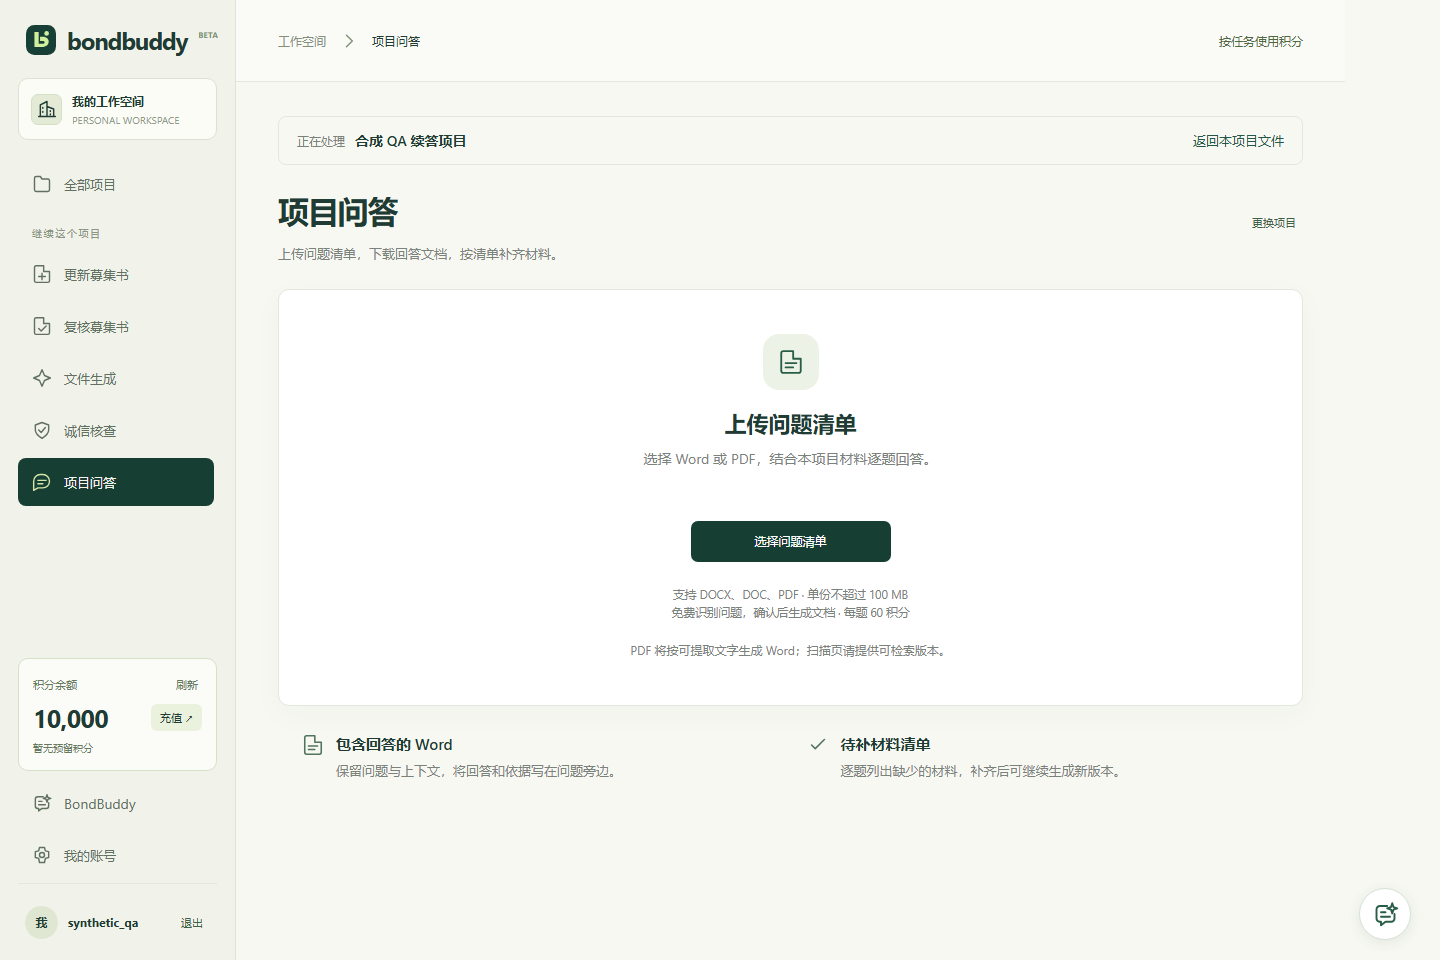 bondbuddy BETA
我的工作空间
PERSONAL WORKSPACE
全部项目
继续这个项目
更新募集书
复核募集书
文件生成
诚信核查
项目问答
积分余额 刷新
10,000 充值 ↗
暂无预留积分
BondBuddy
我的账号
我 synthetic_qa 退出
工作空间 项目问答 按任务使用积分
正在处理 合成 QA 续答项目 返回本项目文件
项目问答
更换项目
上传问题清单，下载回答文档，按清单补齐材料。
上传问题清单
选择 Word 或 PDF，结合本项目材料逐题回答。
选择问题清单
支持 DOCX、DOC、PDF · 单份不超过 100 MB
免费识别问题，确认后生成文档 · 每题 60 积分
PDF 将按可提取文字生成 Word；扫描页请提供可检索版本。
包含回答的 Word
保留问题与上下文，将回答和依据写在问题旁边。
待补材料清单
逐题列出缺少的材料，补齐后可继续生成新版本。